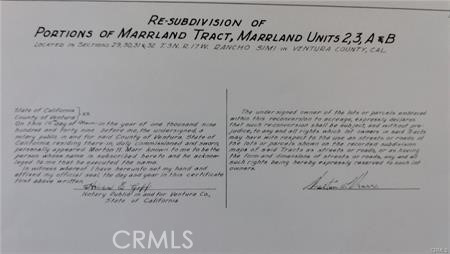 RE-SUBDIVISION OF
PORTIONS OF MARRLAND TRACT, MARRLAND UNITS 2,3, A & B
LOCATED IN SECTIONS 29,30,31 & 32 T.3N. R.17W. RANCHO SIMI IN VENTURA COUNTY, CAL.
State of California
County of Ventura } ss
On this day of in the year of one thousand nine
hundred and forty nine before me, the undersigned, a
notary public in and for said County of Ventura, State of
California, residing there in, duly commissioned and sworn,
personally appeared Morton H. Marr known to me to be the
person whose name is subscribed hereto and he acknow-
leged to me that he executed the same.
In witness whereof I have hereunto set my hand and
affixed my official seal the day and year in this certificate
first above written.
Notary Public in and for Ventura Co.,
State of California
The undersigned owner of the lots or parcels embraced
within this reconversion to acreage, expressly declares
that such reconversion shall be subject, and without pre-
judice, to any and all rights which lot owners in said Tracts
may have with respect to the use as streets or roads of
the lots or parcels shown on the recorded subdivision
maps of said Tracts as streets or roads, or as having
the form and dimensions of streets or roads, any and all
such rights being hereby expressly reserved to such lot
owners.
CRMLS
CRMLS